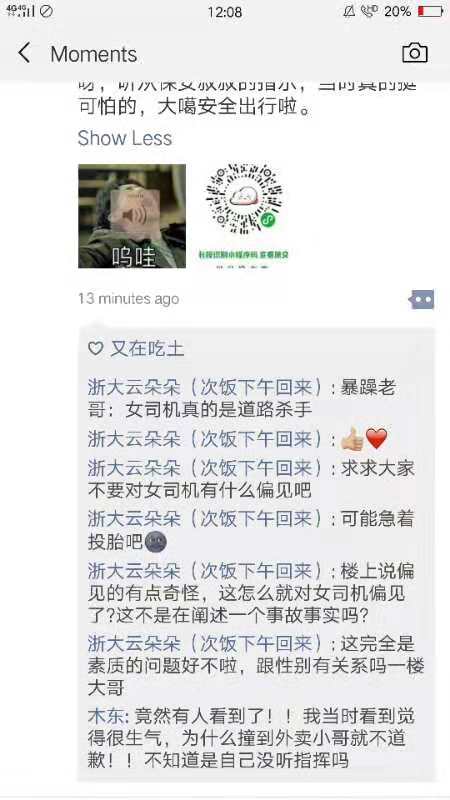 4G 4G
12:08
20%
Moments
呀，听从保安叔叔的指示，当时真的挺
可怕的，大噶安全出行啦。
Show Less
呜哇
13 minutes ago
又在吃土
浙大云朵朵（次饭下午回来）: 暴躁老
哥：女司机真的是道路杀手
浙大云朵朵（次饭下午回来）: 👍🏼❤️
浙大云朵朵（次饭下午回来）: 求求大家
不要对女司机有什么偏见吧
浙大云朵朵（次饭下午回来）: 可能急着
投胎吧🌚
浙大云朵朵（次饭下午回来）: 楼上说偏
见的有点奇怪，这怎么就对女司机偏见
了?这不是在阐述一个事故事实吗?
浙大云朵朵（次饭下午回来）: 这完全是
素质的问题好不啦，跟性别有关系吗一楼
大哥
木东: 竟然有人看到了！！我当时看到觉
得很生气，为什么撞到外卖小哥就不道
歉！！不知道是自己没听指挥吗